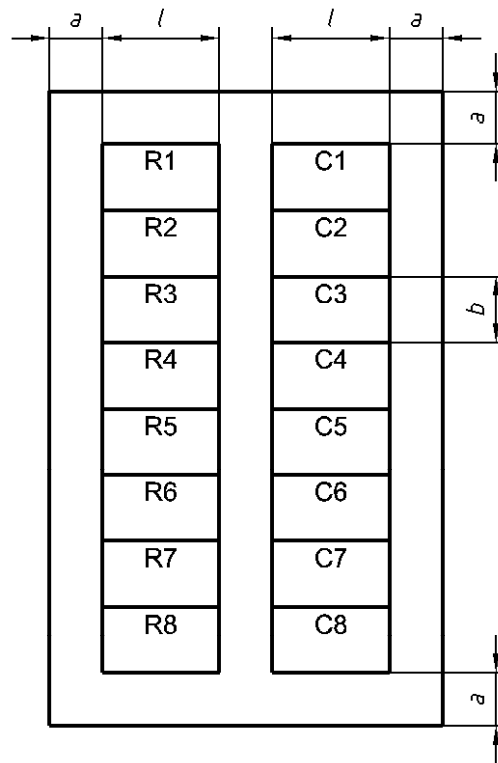 a l l a
a
R1 C1
R2 C2
R3 C3
b
R4 C4
R5 C5
R6 C6
R7 C7
R8 C8
a